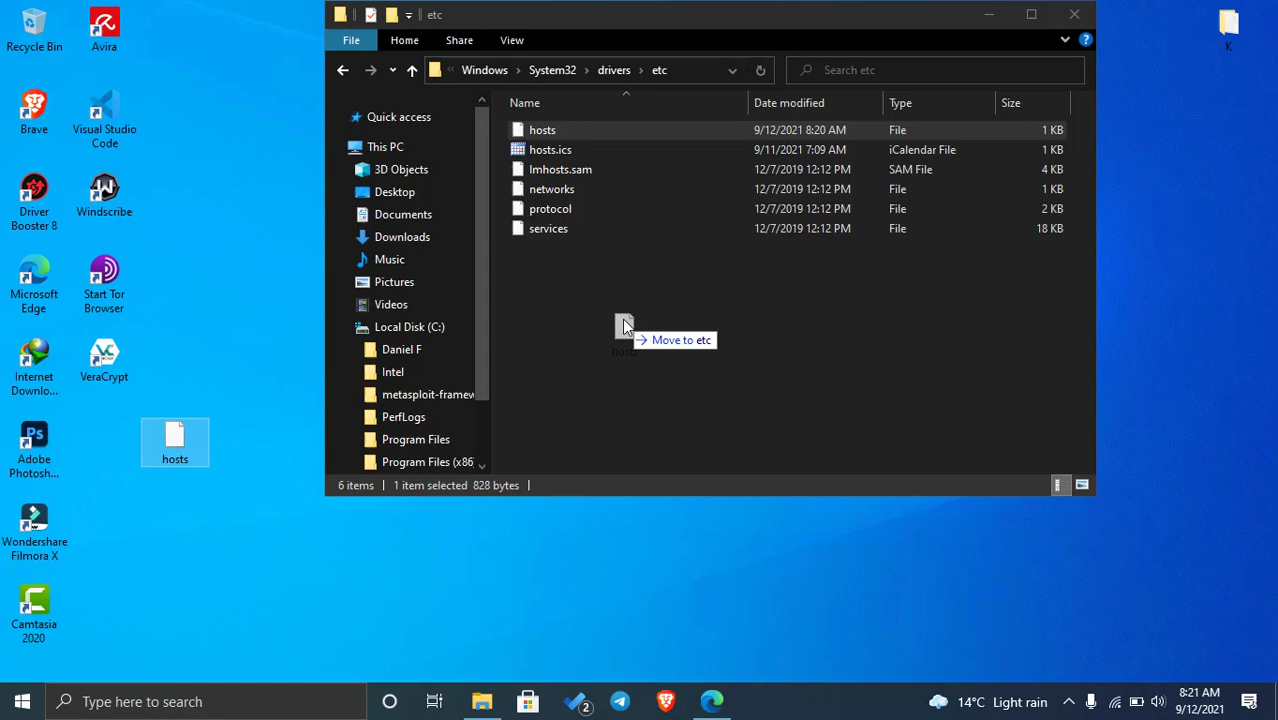 Recycle Bin
Avira
Brave
Visual Studio
Code
Driver
Booster 8
Windscribe
Microsoft
Edge
Start Tor
Browser
Internet
Downlo...
VeraCrypt
Adobe
Photosh...
hosts
Wondershare
Filmora X
Camtasia
2020
K
etc
File
Home
Share
View
Windows
System32
drivers
etc
Search etc
Quick access
This PC
3D Objects
Desktop
Documents
Downloads
Music
Pictures
Videos
Local Disk (C:)
Daniel F
Intel
metasploit-framew
PerfLogs
Program Files
Program Files (x86
Name Date modified Type Size
hosts 9/12/2021 8:20 AM File 1 KB
hosts.ics 9/11/2021 7:09 AM iCalendar File 1 KB
lmhosts.sam 12/7/2019 12:12 PM SAM File 4 KB
networks 12/7/2019 12:12 PM File 1 KB
protocol 12/7/2019 12:12 PM File 2 KB
services 12/7/2019 12:12 PM File 18 KB
Move to etc
hosts
6 items 1 item selected 828 bytes
Type here to search
2
14°C Light rain
8:21 AM
9/12/2021